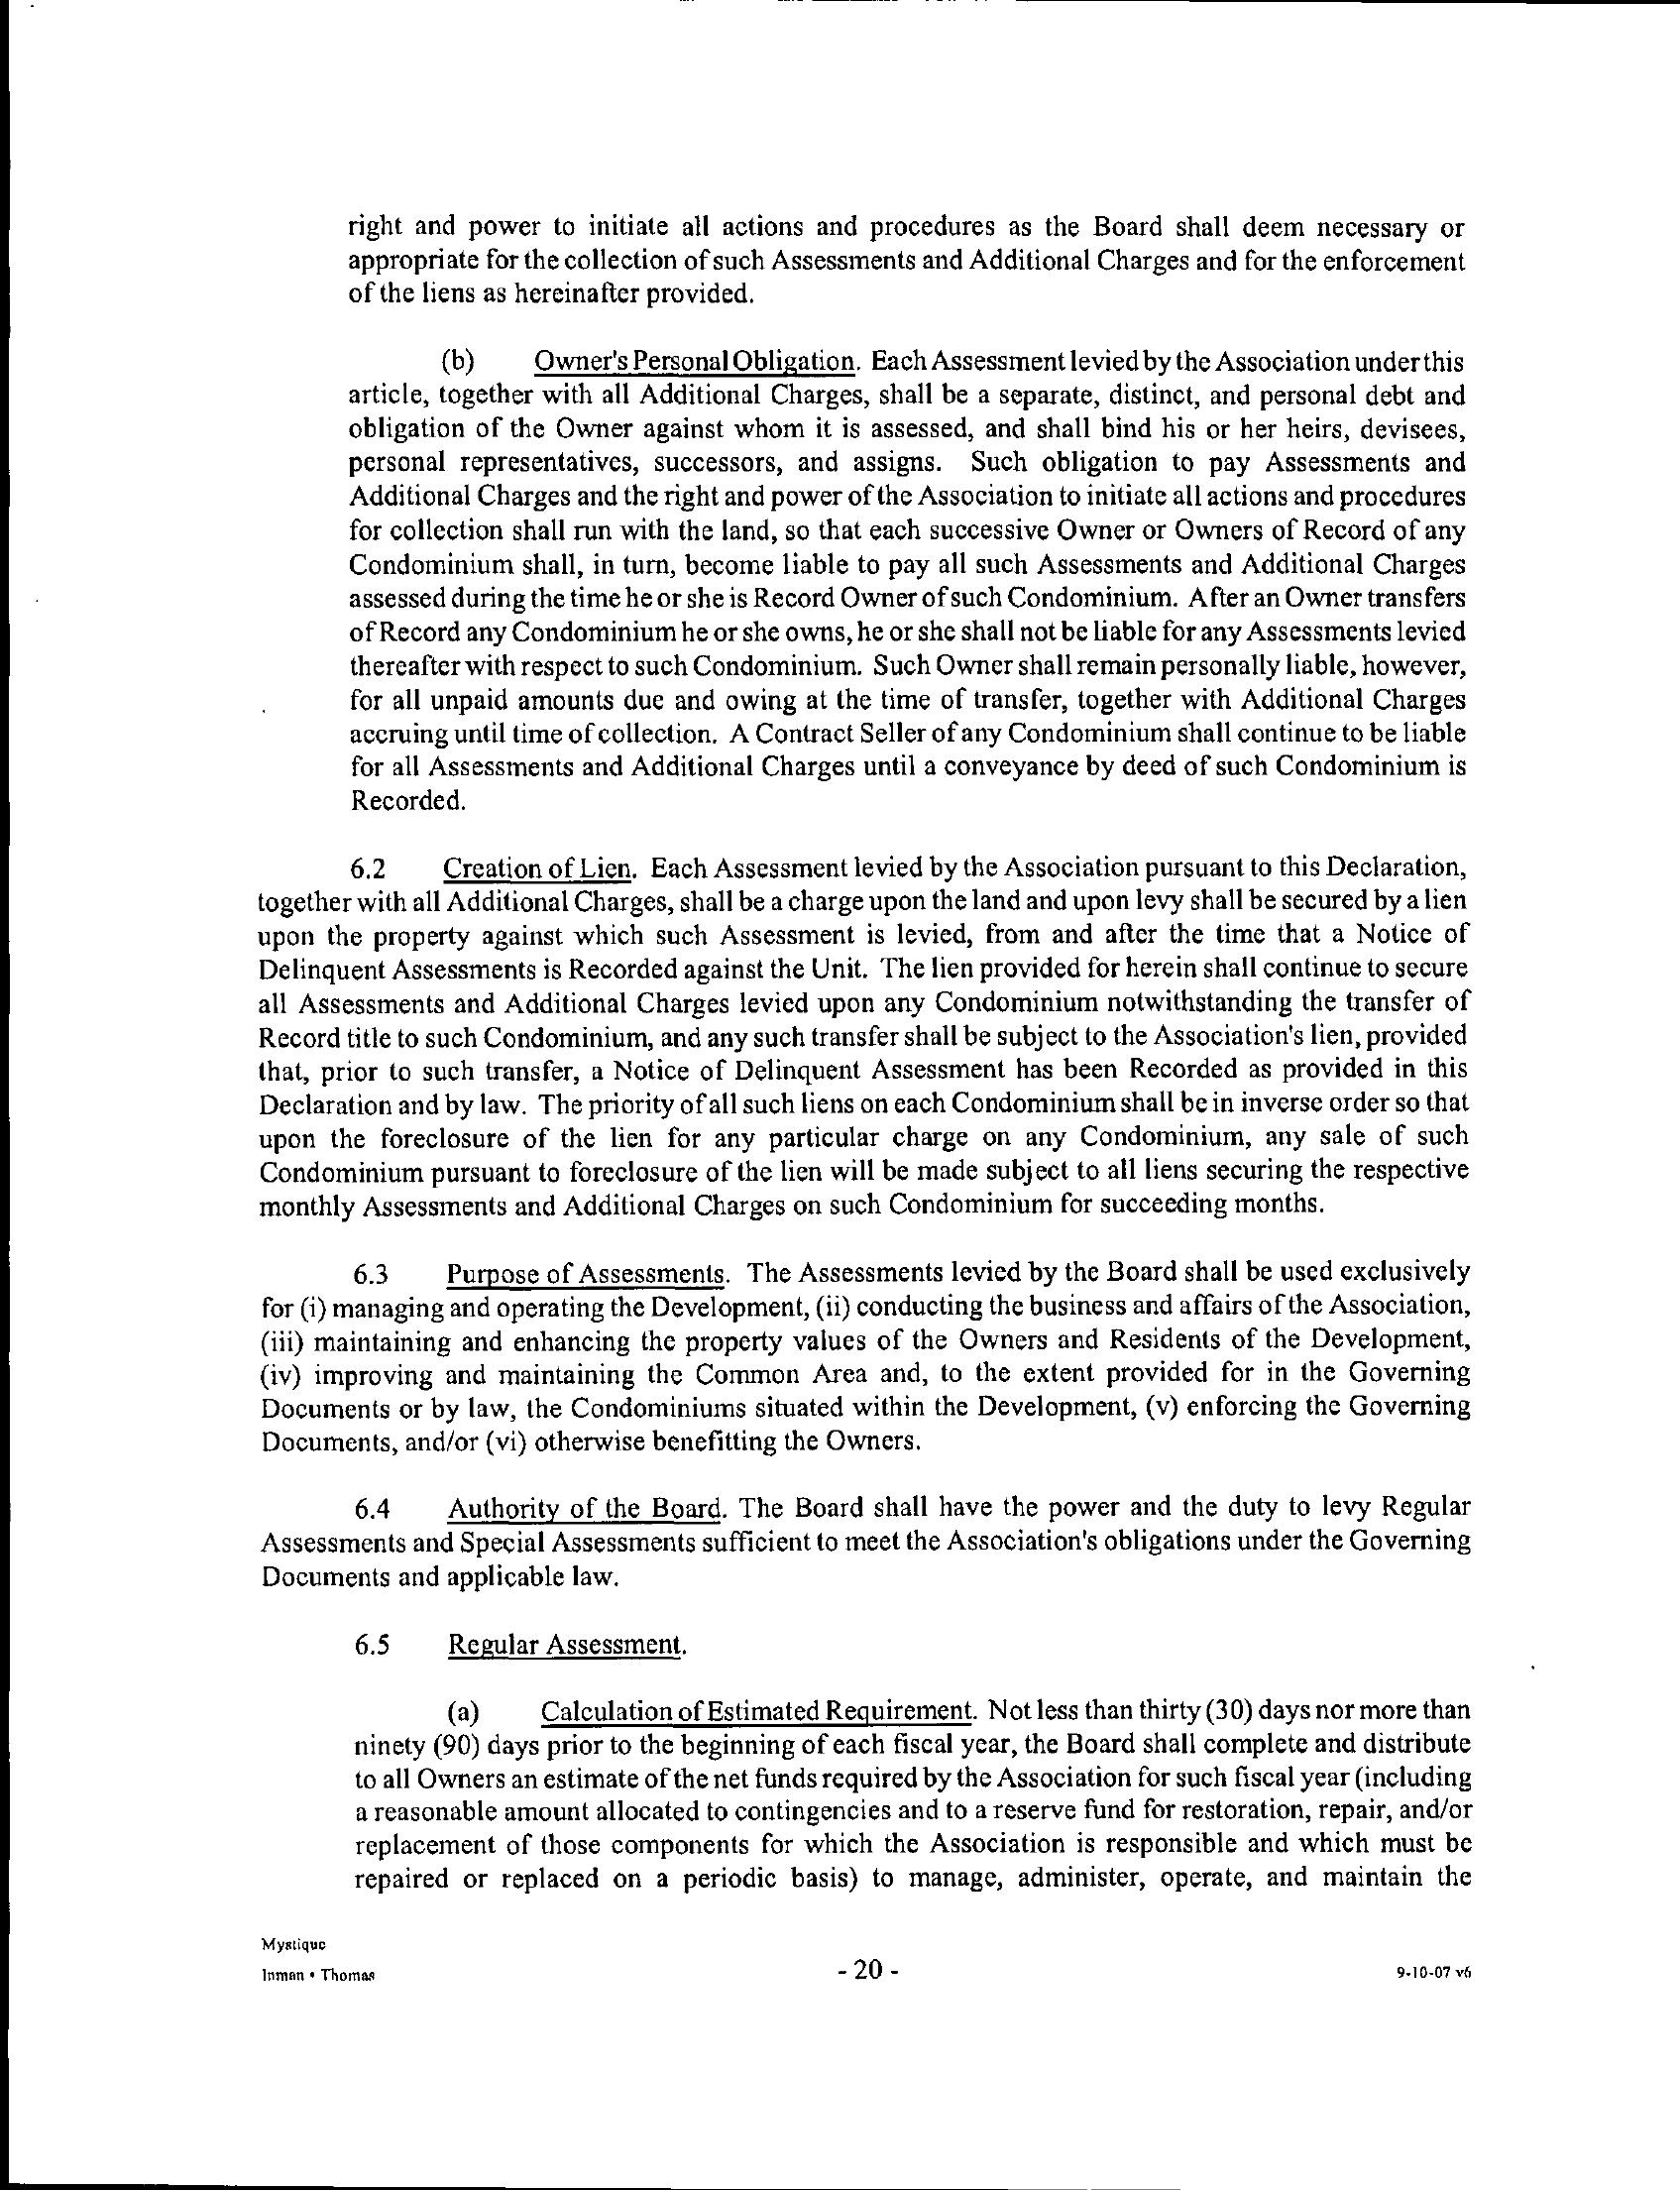 right and power to initiate all actions and procedures as the Board shall deem necessary or
appropriate for the collection of such Assessments and Additional Charges and for the enforcement
of the liens as hereinafter provided.
(b) Owner's Personal Obligation. Each Assessment levied by the Association under this
article, together with all Additional Charges, shall be a separate, distinct, and personal debt and
obligation of the Owner against whom it is assessed, and shall bind his or her heirs, devisees,
personal representatives, successors, and assigns. Such obligation to pay Assessments and
Additional Charges and the right and power of the Association to initiate all actions and procedures
for collection shall run with the land, so that each successive Owner or Owners of Record of any
Condominium shall, in turn, become liable to pay all such Assessments and Additional Charges
assessed during the time he or she is Record Owner of such Condominium. After an Owner transfers
of Record any Condominium he or she owns, he or she shall not be liable for any Assessments levied
thereafter with respect to such Condominium. Such Owner shall remain personally liable, however,
for all unpaid amounts due and owing at the time of transfer, together with Additional Charges
accruing until time of collection. A Contract Seller of any Condominium shall continue to be liable
for all Assessments and Additional Charges until a conveyance by deed of such Condominium is
Recorded.
6.2 Creation of Lien. Each Assessment levied by the Association pursuant to this Declaration,
together with all Additional Charges, shall be a charge upon the land and upon levy shall be secured by a lien
upon the property against which such Assessment is levied, from and after the time that a Notice of
Delinquent Assessments is Recorded against the Unit. The lien provided for herein shall continue to secure
all Assessments and Additional Charges levied upon any Condominium notwithstanding the transfer of
Record title to such Condominium, and any such transfer shall be subject to the Association's lien, provided
that, prior to such transfer, a Notice of Delinquent Assessment has been Recorded as provided in this
Declaration and by law. The priority of all such liens on each Condominium shall be in inverse order so that
upon the foreclosure of the lien for any particular charge on any Condominium, any sale of such
Condominium pursuant to foreclosure of the lien will be made subject to all liens securing the respective
monthly Assessments and Additional Charges on such Condominium for succeeding months.
6.3 Purpose of Assessments. The Assessments levied by the Board shall be used exclusively
for (i) managing and operating the Development, (ii) conducting the business and affairs of the Association,
(iii) maintaining and enhancing the property values of the Owners and Residents of the Development,
(iv) improving and maintaining the Common Area and, to the extent provided for in the Governing
Documents or by law, the Condominiums situated within the Development, (v) enforcing the Governing
Documents, and/or (vi) otherwise benefitting the Owners.
6.4 Authority of the Board. The Board shall have the power and the duty to levy Regular
Assessments and Special Assessments sufficient to meet the Association's obligations under the Governing
Documents and applicable law.
6.5 Regular Assessment.
(a) Calculation of Estimated Requirement. Not less than thirty (30) days nor more than
ninety (90) days prior to the beginning of each fiscal year, the Board shall complete and distribute
to all Owners an estimate of the net funds required by the Association for such fiscal year (including
a reasonable amount allocated to contingencies and to a reserve fund for restoration, repair, and/or
replacement of those components for which the Association is responsible and which must be
repaired or replaced on a periodic basis) to manage, administer, operate, and maintain the
Mystique
Inman • Thomas
- 20 -
9-10-07 v6